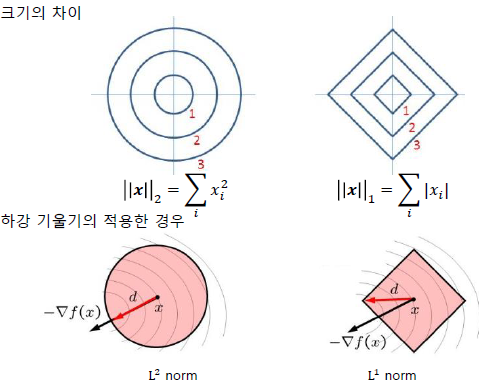 크기의 차이
1
2
3
1
2
3
||x||₂ = ∑ᵢ xᵢ²
||x||₁ = ∑ᵢ |xᵢ|
하강 기울기의 적용한 경우
d
x
−∇f(x)
d
x
−∇f(x)
L² norm
L¹ norm